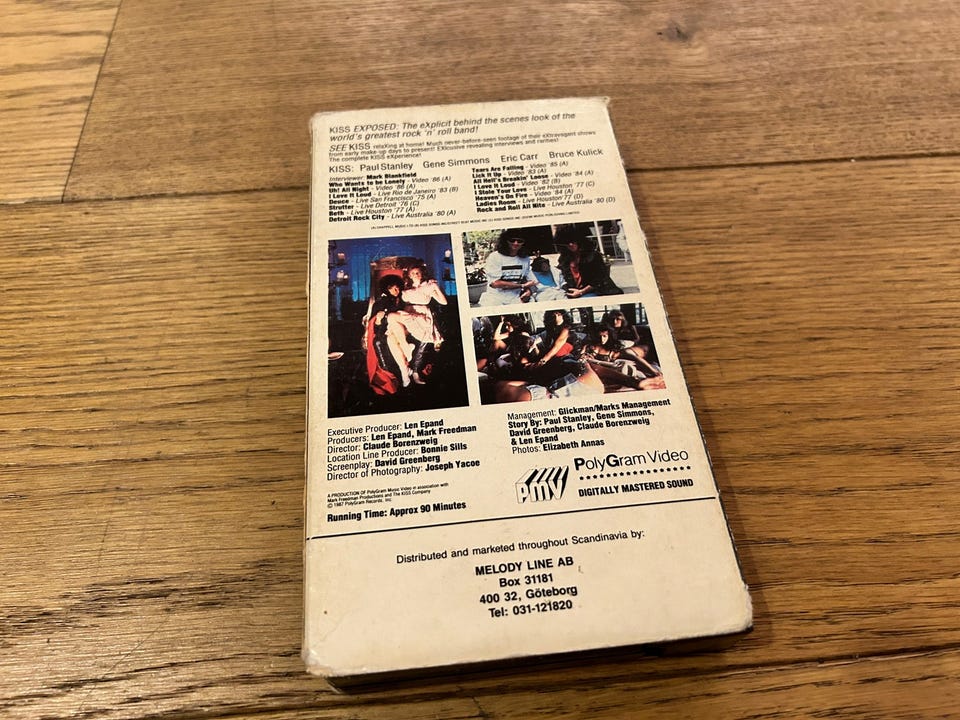 KISS EXPOSED: The eXplicit behind the scenes look of the
world's greatest rock 'n' roll band!
SEE KISS relaXing at home! Much never-before-seen footage of their eXtravagant shows
from early make-up days to present! EXclusive revealing interviews and rarities!
The complete KISS eXperience!
KISS: Paul Stanley Gene Simmons Eric Carr Bruce Kulick
Interviewer: Mark Blankfield
Who Wants to be Lonely - Video '86 (A)
Uh! All Night - Video '86 (A)
I Love It Loud - Live Rio de Janeiro '83 (B)
Deuce - Live San Francisco '75 (A)
Strutter - Live Detroit '76 (C)
Beth - Live Houston '77 (A)
Detroit Rock City - Live Australia '80 (A)
Tears Are Falling - Video '85 (A)
Lick it Up - Video '83 (A)
All Hell's Breakin' Loose - Video '84 (A)
I Love It Loud - Video '82 (B)
I Stole Your Love - Live Houston '77 (C)
Heaven's On Fire - Video '84 (A)
Ladies Room - Live Houston '77 (D)
Rock and Roll All Nite - Live Australia '80 (D)
Executive Producer: Len Epand
Producers: Len Epand, Mark Freedman
Director: Claude Borenzweig
Location Line Producer: Bonnie Sills
Screenplay: David Greenberg
Director of Photography: Joseph Yacoe
Management: Glickman/Marks Management
Story By: Paul Stanley, Gene Simmons,
David Greenberg, Claude Borenzweig
& Len Epand
Photos: Elizabeth Annas
A PRODUCTION OF PolyGram Music Video in association with
Mark Freedman Productions and The KISS Company
© 1987 PolyGram Records, Inc
Running Time: Approx 90 Minutes
PMV
PolyGram Video
DIGITALLY MASTERED SOUND
Distributed and marketed throughout Scandinavia by:
MELODY LINE AB
Box 31181
400 32, Göteborg
Tel: 031-121820